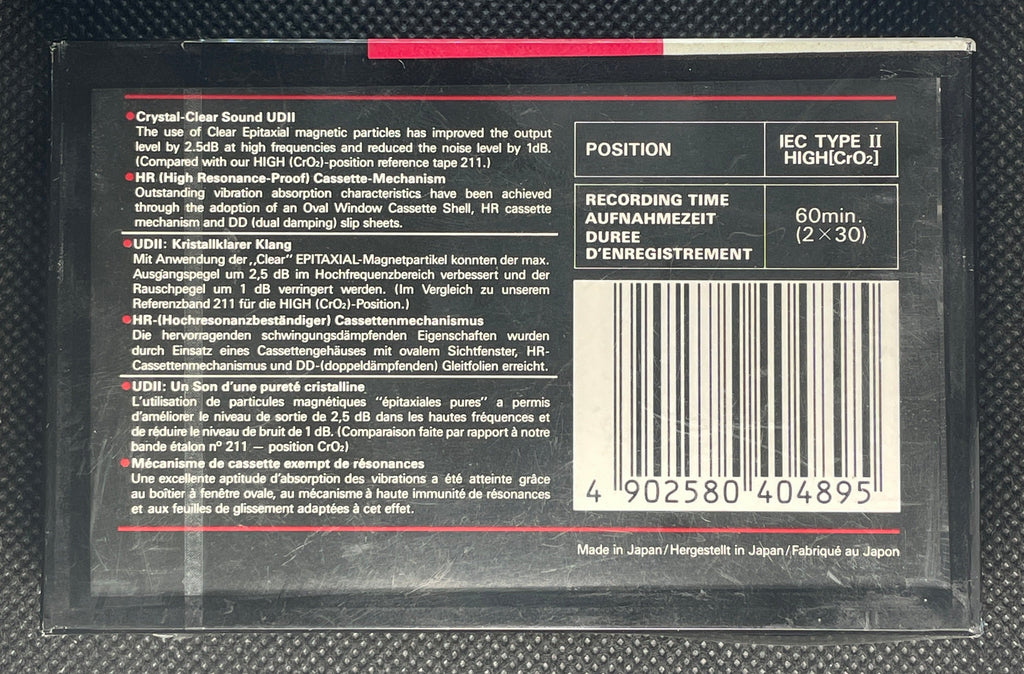 ●Crystal-Clear Sound UDII
The use of Clear Epitaxial magnetic particles has improved the output
level by 2.5dB at high frequencies and reduced the noise level by 1dB.
(Compared with our HIGH (CrO₂)-position reference tape 211.)
●HR (High Resonance-Proof) Cassette-Mechanism
Outstanding vibration absorption characteristics have been achieved
through the adoption of an Oval Window Cassette Shell, HR cassette
mechanism and DD (dual damping) slip sheets.
●UDII: Kristallklarer Klang
Mit Anwendung der „Clear" EPITAXIAL-Magnetpartikel konnten der max.
Ausgangspegel um 2,5 dB im Hochfrequenzbereich verbessert und der
Rauschpegel um 1 dB verringert werden. (Im Vergleich zu unserem
Referenzband 211 für die HIGH (CrO₂)-Position.)
●HR-(Hochresonanzbeständiger) Cassettenmechanismus
Die hervorragenden schwingungsdämpfenden Eigenschaften wurden
durch Einsatz eines Cassettengehäuses mit ovalem Sichtfenster, HR-
Cassettenmechanismus und DD-(doppeldämpfenden) Gleitfolien erreicht.
●UDII: Un Son d'une pureté cristalline
L'utilisation de particules magnétiques "épitaxiales pures" a permis
d'améliorer le niveau de sortie de 2,5 dB dans les hautes fréquences et
de réduire le niveau de bruit de 1 dB. (Comparaison faite par rapport à notre
bande étalon nº 211 — position CrO₂)
●Mécanisme de cassette exempt de résonances
Une excellente aptitude d'absorption des vibrations a été atteinte grâce
au boîtier à fenêtre ovale, au mécanisme à haute immunité de résonances
et aux feuilles de glissement adaptées à cet effet.
POSITION
IEC TYPE II
HIGH[CrO₂]
RECORDING TIME
AUFNAHMEZEIT
DUREE
D'ENREGISTREMENT
60min.
(2×30)
4 902580 404895
Made in Japan/Hergestellt in Japan/Fabriqué au Japon